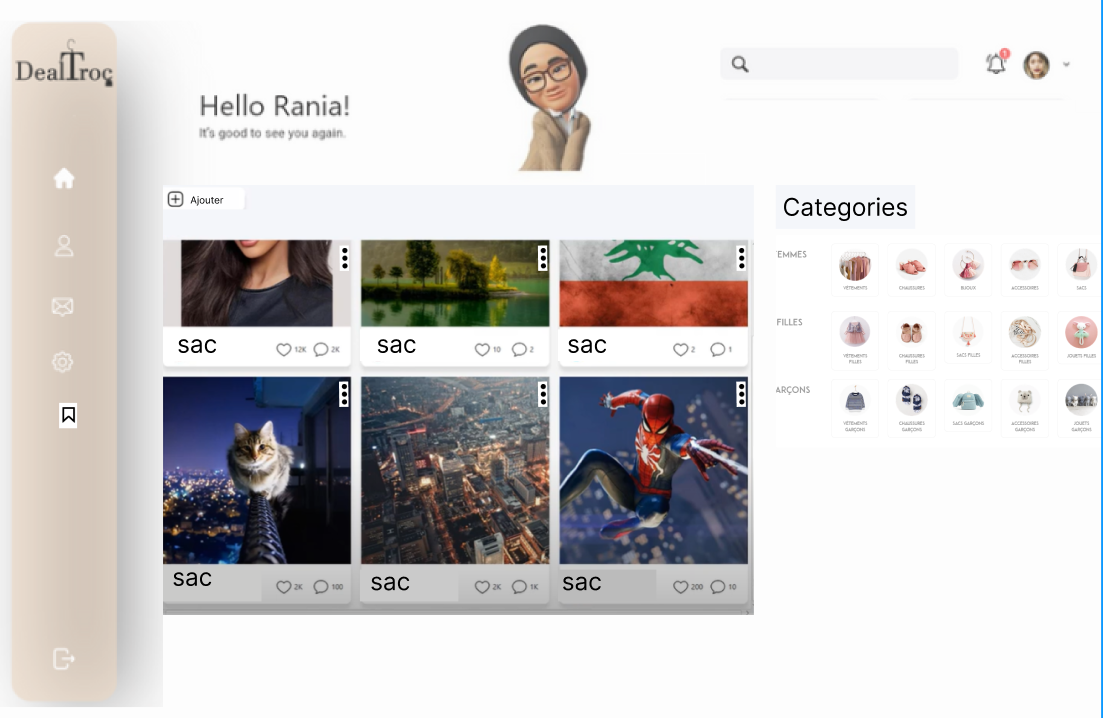 DealTroc
Hello Rania!
It's good to see you again.
1
Ajouter
sac
12K
2K
sac
10
2
sac
2
1
sac
2K
100
sac
2K
1K
sac
200
10
Categories
EMMES
VÊTEMENTS
CHAUSSURES
BIJOUX
ACCESSOIRES
SACS
FILLES
VÊTEMENTS
FILLES
CHAUSSURES
FILLES
SACS FILLES
ACCESSOIRES
FILLES
JOUETS FILLES
ARÇONS
VÊTEMENTS
GARÇONS
CHAUSSURES
GARÇONS
SACS GARÇONS
ACCESSOIRES
GARÇONS
JOUETS
GARÇONS